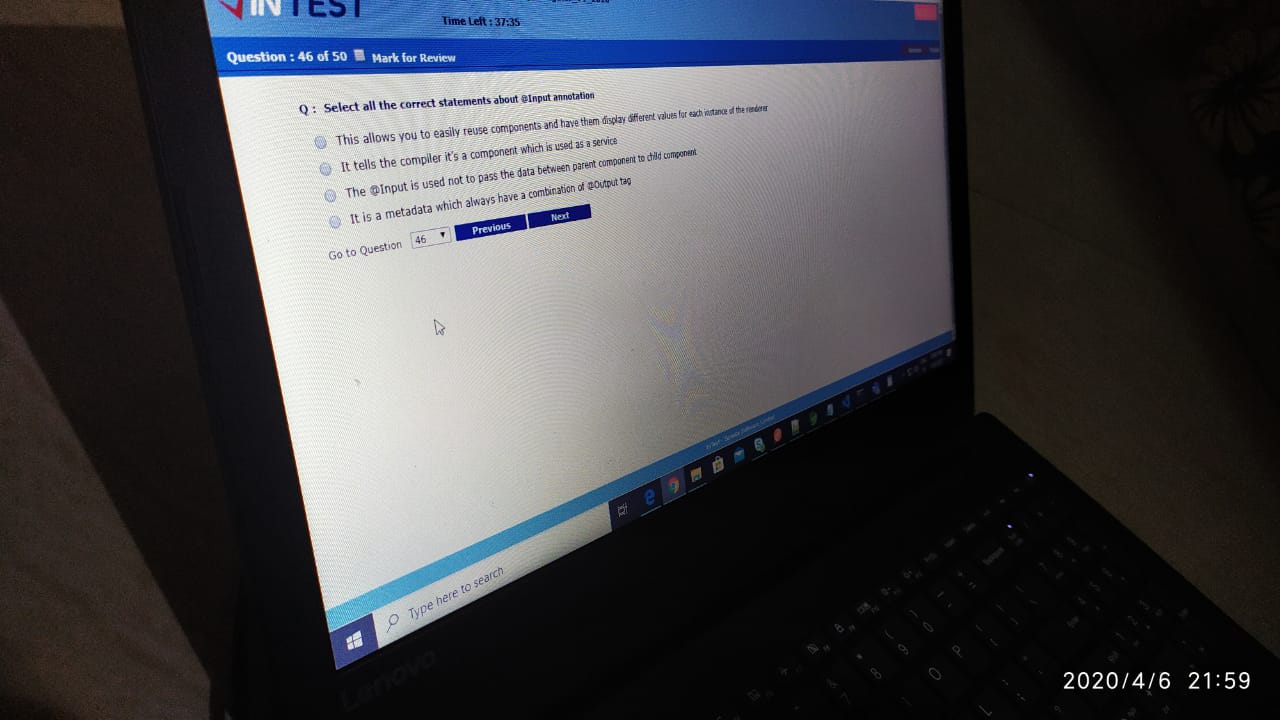 INTEST
Time Left : 37:35
Question : 46 of 50 Mark for Review
Q : Select all the correct statements about @Input annotation
This allows you to easily reuse components and have them display different values for each instance of the renderer
It tells the compiler it's a component which is used as a service
The @Input is used not to pass the data between parent component to child component
It is a metadata which always have a combination of @Output tag
Go to Question 46 Previous Next
Type here to search
Lenovo
2020/4/6 21:59